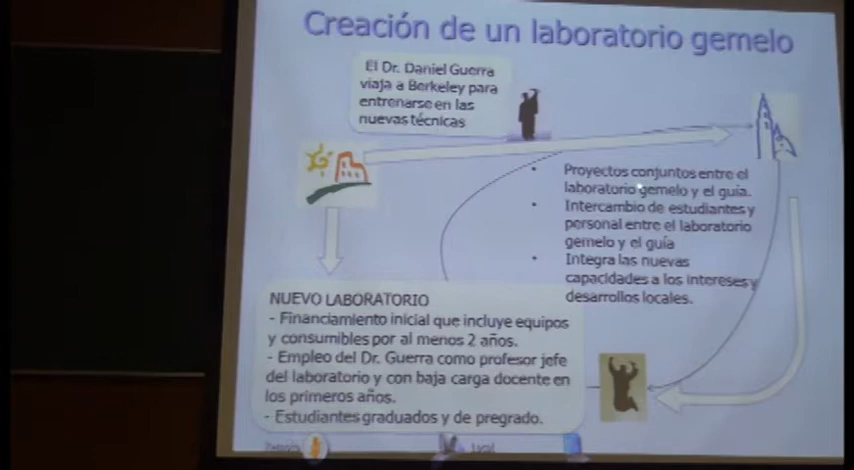 Creación de un laboratorio gemelo
El Dr. Daniel Guerra
viaja a Berkeley para
entrenarse en las
nuevas técnicas
• Proyectos conjuntos entre el
laboratorio gemelo y el guía.
• Intercambio de estudiantes y
personal entre el laboratorio
gemelo y el guía
• Integra las nuevas
capacidades a los intereses y
desarrollos locales.
NUEVO LABORATORIO
- Financiamiento inicial que incluye equipos
y consumibles por al menos 2 años.
- Empleo del Dr. Guerra como profesor jefe
del laboratorio y con baja carga docente en
los primeros años.
- Estudiantes graduados y de pregrado.